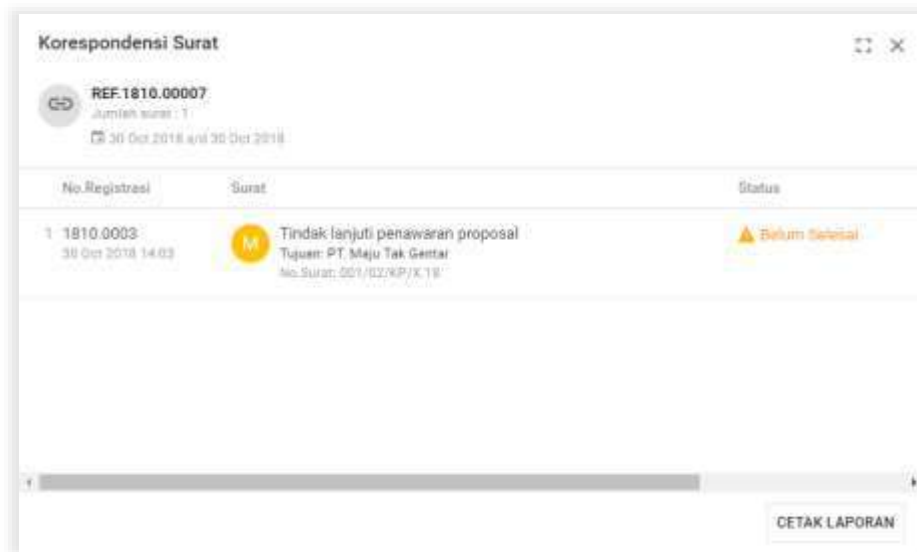 Korespondensi Surat
REF.1810.00007
Jumlah surat : 1
30 Oct 2018 s/d 30 Oct 2018
No.Registrasi Surat Status
1 1810.0003 Tindak lanjuti penawaran proposal Belum Selesai
30 Oct 2018 14:03 Tujuan: PT. Maju Tak Gentar
M
No.Surat: 001/02/KP/X.18
CETAK LAPORAN